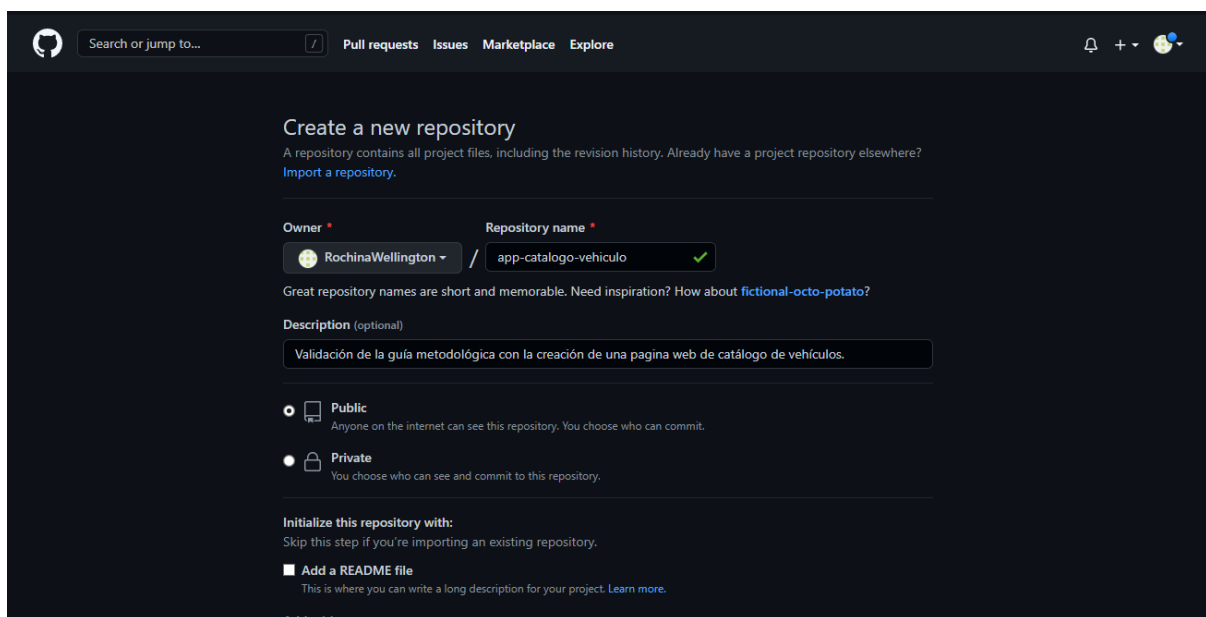 Search or jump to... / Pull requests Issues Marketplace Explore
Create a new repository
A repository contains all project files, including the revision history. Already have a project repository elsewhere?
Import a repository.
Owner * Repository name *
RochinaWellington / app-catalogo-vehiculo
Great repository names are short and memorable. Need inspiration? How about fictional-octo-potato?
Description (optional)
Validación de la guía metodológica con la creación de una pagina web de catálogo de vehículos.
Public
Anyone on the internet can see this repository. You choose who can commit.
Private
You choose who can see and commit to this repository.
Initialize this repository with:
Skip this step if you're importing an existing repository.
Add a README file
This is where you can write a long description for your project. Learn more.